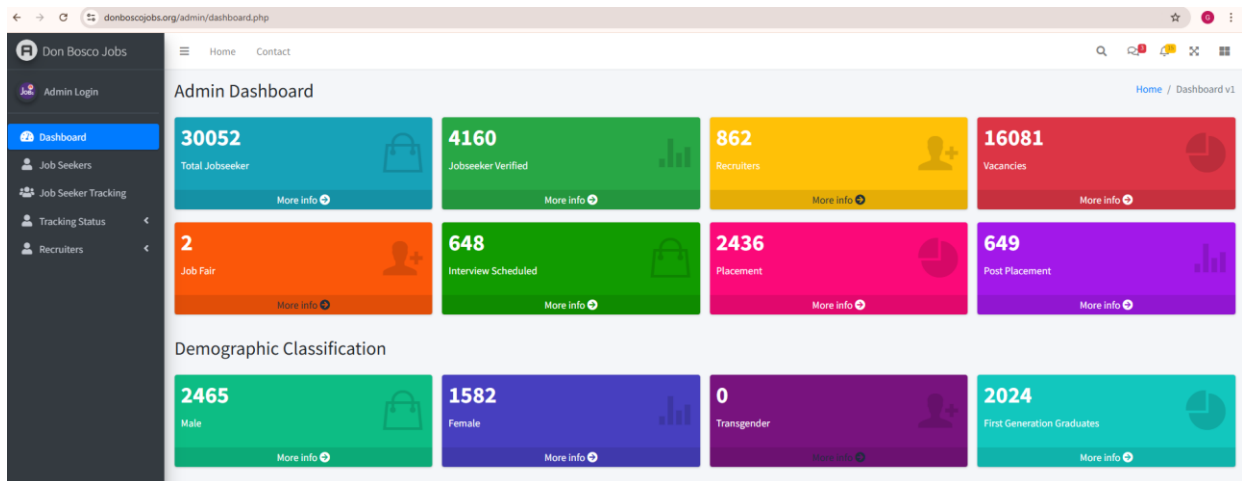 donboscojobs.org/admin/dashboard.php
G
Don Bosco Jobs
Home Contact
Admin Login
Admin Dashboard
Home / Dashboard v1
Dashboard
Job Seekers
Job Seeker Tracking
Tracking Status
Recruiters
30052
Total Jobseeker
More info
4160
Jobseeker Verified
More info
862
Recruiters
More info
16081
Vacancies
More info
2
Job Fair
More info
648
Interview Scheduled
More info
2436
Placement
More info
649
Post Placement
More info
Demographic Classification
2465
Male
More info
1582
Female
More info
0
Transgender
More info
2024
First Generation Graduates
More info